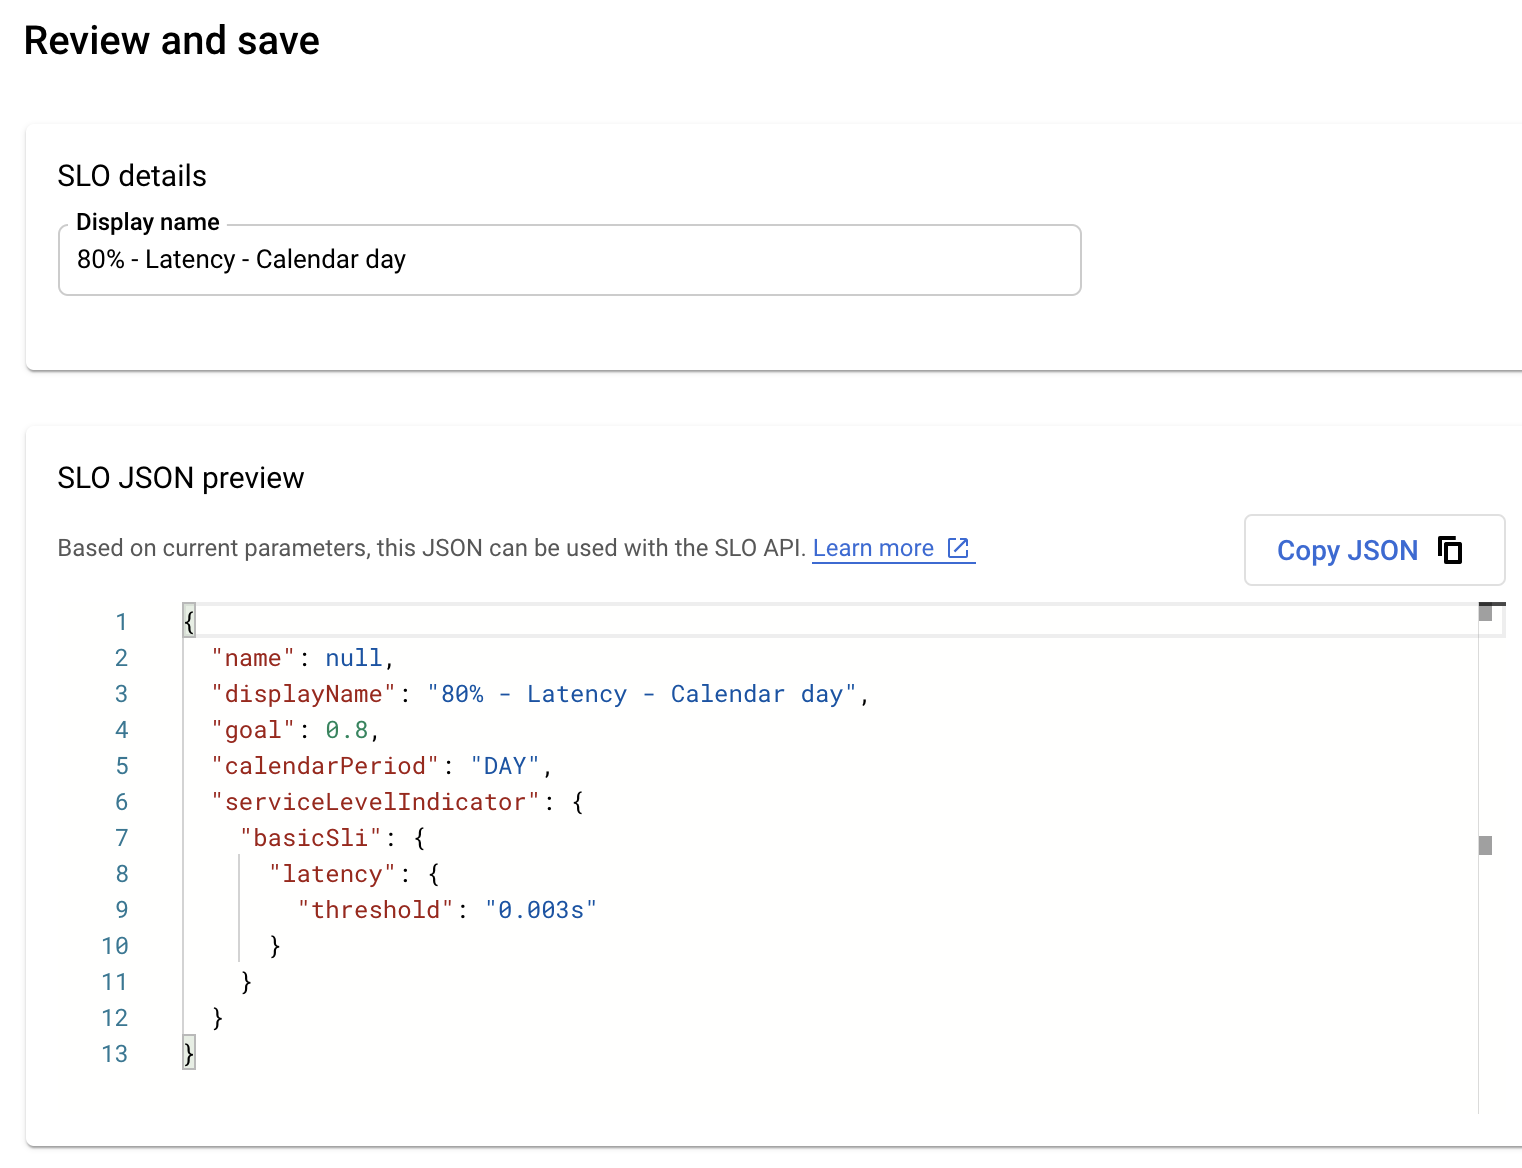 Review and save
SLO details
Display name
80% - Latency - Calendar day
SLO JSON preview
Based on current parameters, this JSON can be used with the SLO API. Learn more
Copy JSON
1 {
2 "name": null,
3 "displayName": "80% - Latency - Calendar day",
4 "goal": 0.8,
5 "calendarPeriod": "DAY",
6 "serviceLevelIndicator": {
7 "basicSli": {
8 "latency": {
9 "threshold": "0.003s"
10 }
11 }
12 }
13 }